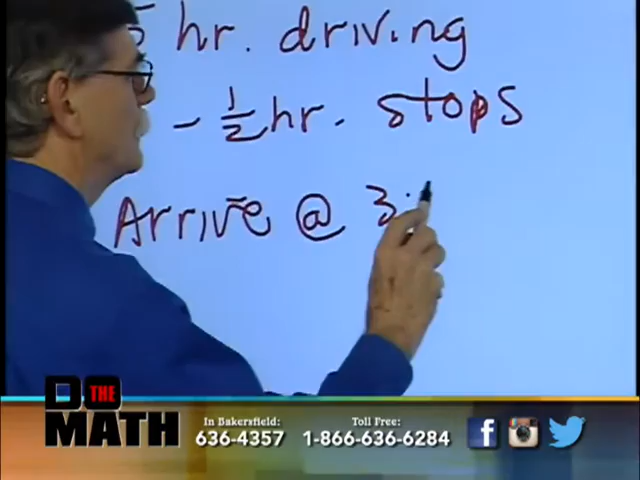 5 hr. driving
- 1/2 hr. stops
Arrive @ 3:
DO THE MATH
In Bakersfield: 636-4357
Toll Free: 1-866-636-6284